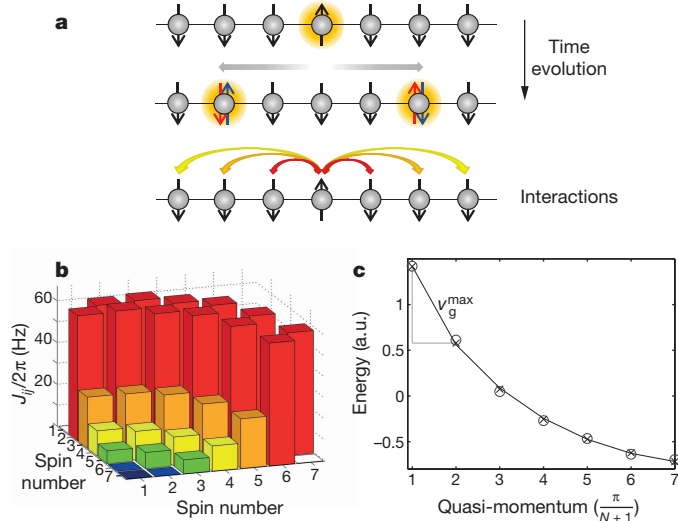 a
Time
evolution
Interactions
b
J_ij/2π (Hz)
60
40
20
1
2
3
4
5
6
7
Spin
number
1
2
3
4
5
6
7
Spin number
c
Energy (a.u.)
1
0.5
0
−0.5
v_g^max
1
2
3
4
5
6
7
Quasi-momentum (π/(N + 1))